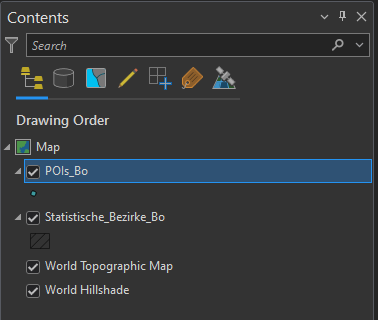 Contents
Search
Drawing Order
Map
POIs_Bo
Statistische_Bezirke_Bo
World Topographic Map
World Hillshade